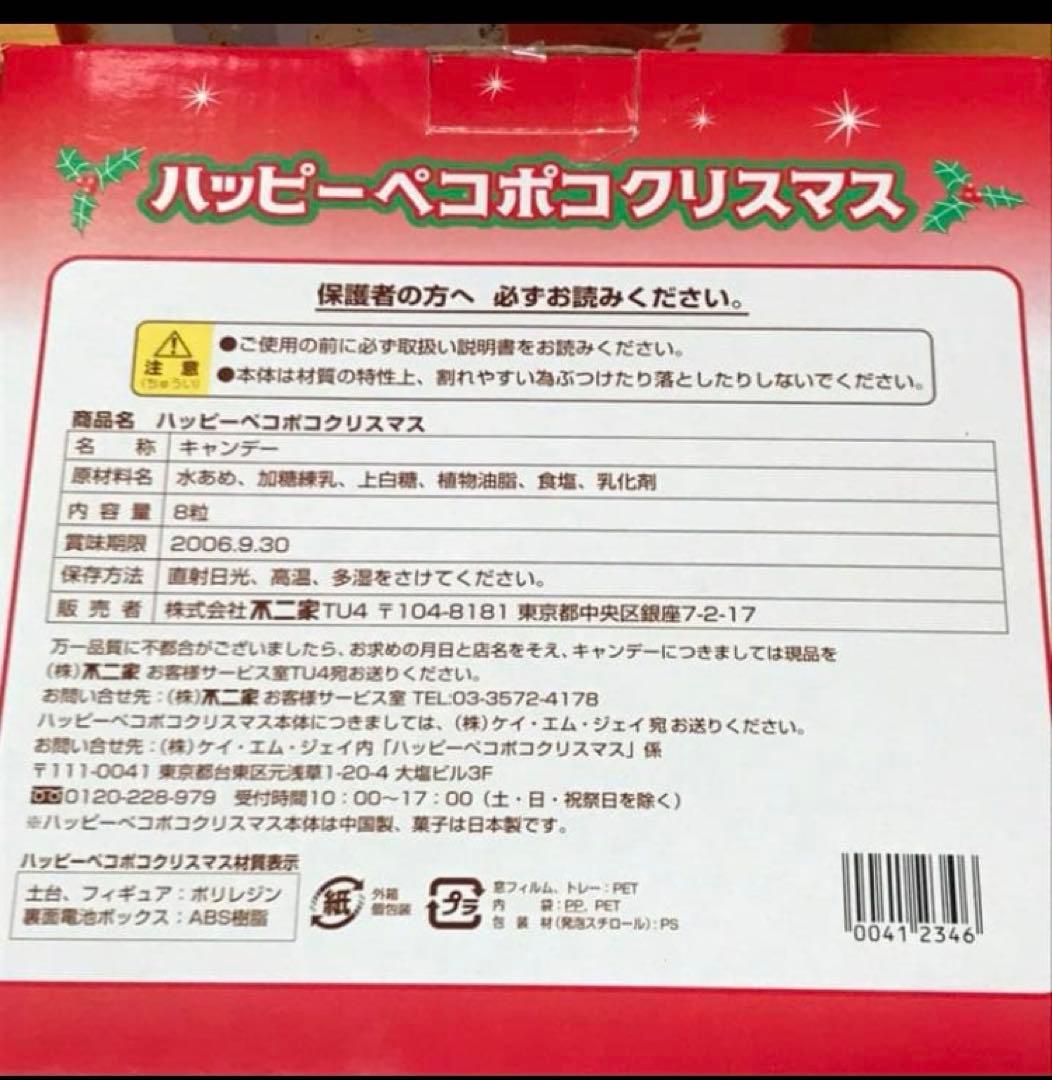 ハッピーペコポコクリスマス
保護者の方へ 必ずお読みください。
注意
(ちゅうい)
●ご使用の前に必ず取扱い説明書をお読みください。
●本体は材質の特性上、割れやすい為ぶつけたり落としたりしないでください。
商品名 ハッピーペコポコクリスマス
名称 キャンデー
原材料名 水あめ、加糖練乳、上白糖、植物油脂、食塩、乳化剤
内容量 8粒
賞味期限 2006.9.30
保存方法 直射日光、高温、多湿をさけてください。
販売者 株式会社不二家TU4 〒104-8181 東京都中央区銀座7-2-17
万一品質に不都合がございましたら、お求めの月日と店名をそえ、キャンデーにつきましては現品を
(株)不二家 お客様サービス室TU4宛お送りください。
お問い合せ先:(株)不二家 お客様サービス室 TEL:03-3572-4178
ハッピーペコポコクリスマス本体につきましては、(株)ケイ・エム・ジェイ宛お送りください。
お問い合せ先:(株)ケイ・エム・ジェイ内「ハッピーペコポコクリスマス」係
〒111-0041 東京都台東区元浅草1-20-4 大塩ビル3F
0120-228-979 受付時間10:00〜17:00(土・日・祝祭日を除く)
※ハッピーペコポコクリスマス本体は中国製、菓子は日本製です。
ハッピーペコポコクリスマス材質表示
土台、フィギュア:ポリレジン
裏面電池ボックス:ABS樹脂
紙
外箱
個包装
プラ
窓フィルム、トレー:PET
内袋:PP、PET
包装材(発泡スチロール):PS
0041 2346